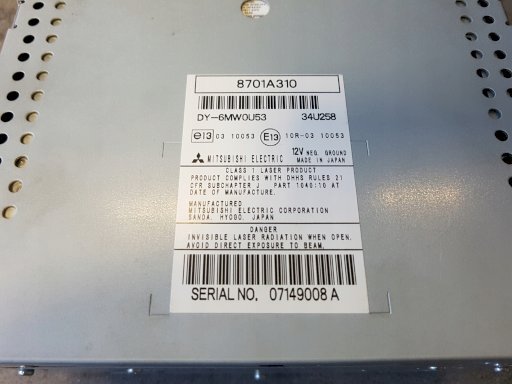 8701A310
DY-6MW0U53 34U258
e13 03 10053 E13 10R-03 10053
MITSUBISHI ELECTRIC 12V NEG. GROUND
MADE IN JAPAN
CLASS 1 LASER PRODUCT
PRODUCT COMPLIES WITH DHHS RULES 21
CFR SUBCHAPTER J PART 1040:10 AT
DATE OF MANUFACTURE.
MANUFACTURED
MITSUBISHI ELECTRIC CORPORATION
SANDA, HYOGO, JAPAN
DANGER
INVISIBLE LASER RADIATION WHEN OPEN.
AVOID DIRECT EXPOSURE TO BEAM.
SERIAL NO. 07149008 A